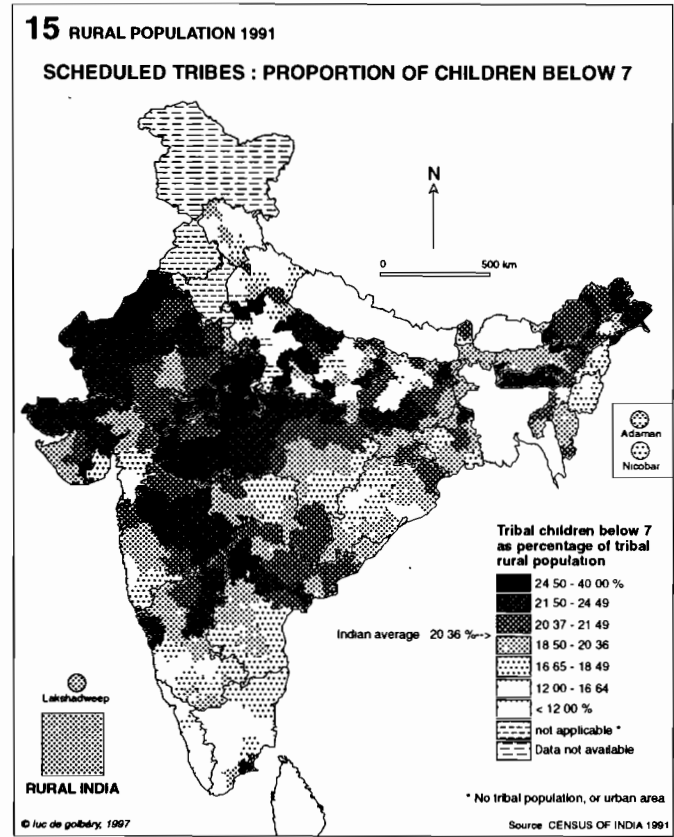 15 RURAL POPULATION 1991
SCHEDULED TRIBES : PROPORTION OF CHILDREN BELOW 7
N
0 500 km
Adaman
Nicobar
Tribal children below 7
as percentage of tribal
rural population
24 50 - 40 00 %
21 50 - 24 49
20 37 - 21 49
Indian average 20 36 %-->
18 50 - 20 36
16 65 - 18 49
12 00 - 16 64
< 12 00 %
not applicable *
Data not available
Lakshadweep
RURAL INDIA
* No tribal population, or urban area
© luc de golbéry, 1997
Source CENSUS OF INDIA 1991